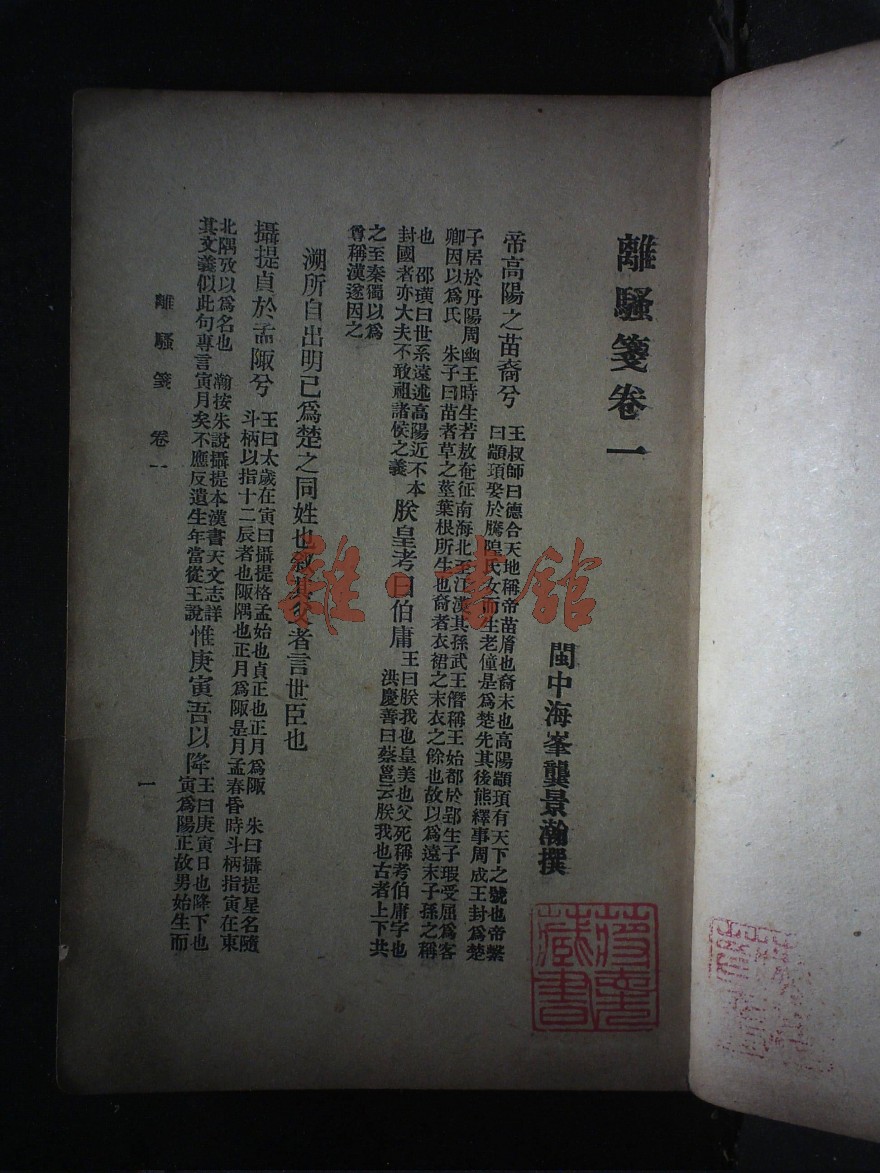 離騷箋卷一
閩中海峯龔景瀚撰
帝高陽之苗裔兮
王叔師曰德合天地稱帝苗胄也裔末也高陽顓頊有天下之號也帝繫
曰顓頊娶於騰隍氏女而生老僮是爲楚先其後熊繹事周成王封爲楚
子居於丹陽周幽王時生若敖奄征南海北至江漢其孫武王僭稱王始都於郢生子瑕受屈爲客
卿因以爲氏 朱子曰苗者草之莖葉根所生也裔者衣裾之末衣之餘也故以爲遠末子孫之稱
也 邵璜曰世系遠述高陽近不本
封國者亦大夫不敢祖諸侯之義
朕皇考曰伯庸
王曰朕我也皇美也父死稱考伯庸字也
洪慶善曰蔡邕云朕我也古者上下共
之至秦獨以爲
尊稱漢遂因之
溯所自出明己爲楚之同姓也敘其父者言世臣也
攝提貞於孟陬兮
王曰太歲在寅曰攝提格孟始也貞正也正月爲陬 朱曰攝提星名隨
斗柄以指十二辰者也陬隅也正月爲陬是月孟春昏時斗柄指寅在東
北隅故以爲名也 瀚按朱說攝提本漢書天文志詳
其文義似此句專言寅月矣不應反遺生年當從王說
惟庚寅吾以降
王曰庚寅日也降下也
寅爲陽正故男始生而
離騷箋 卷一
一
雜·書館
藏書